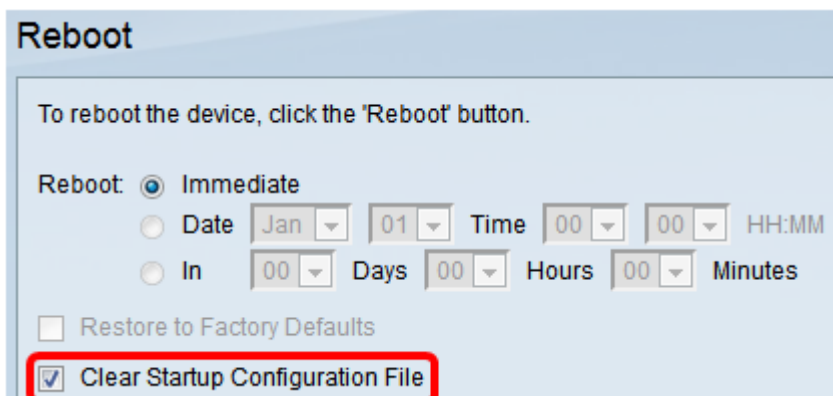 Reboot
To reboot the device, click the 'Reboot' button.
Reboot: Immediate
Date Jan 01 Time 00 00 HH:MM
In 00 Days 00 Hours 00 Minutes
Restore to Factory Defaults
Clear Startup Configuration File